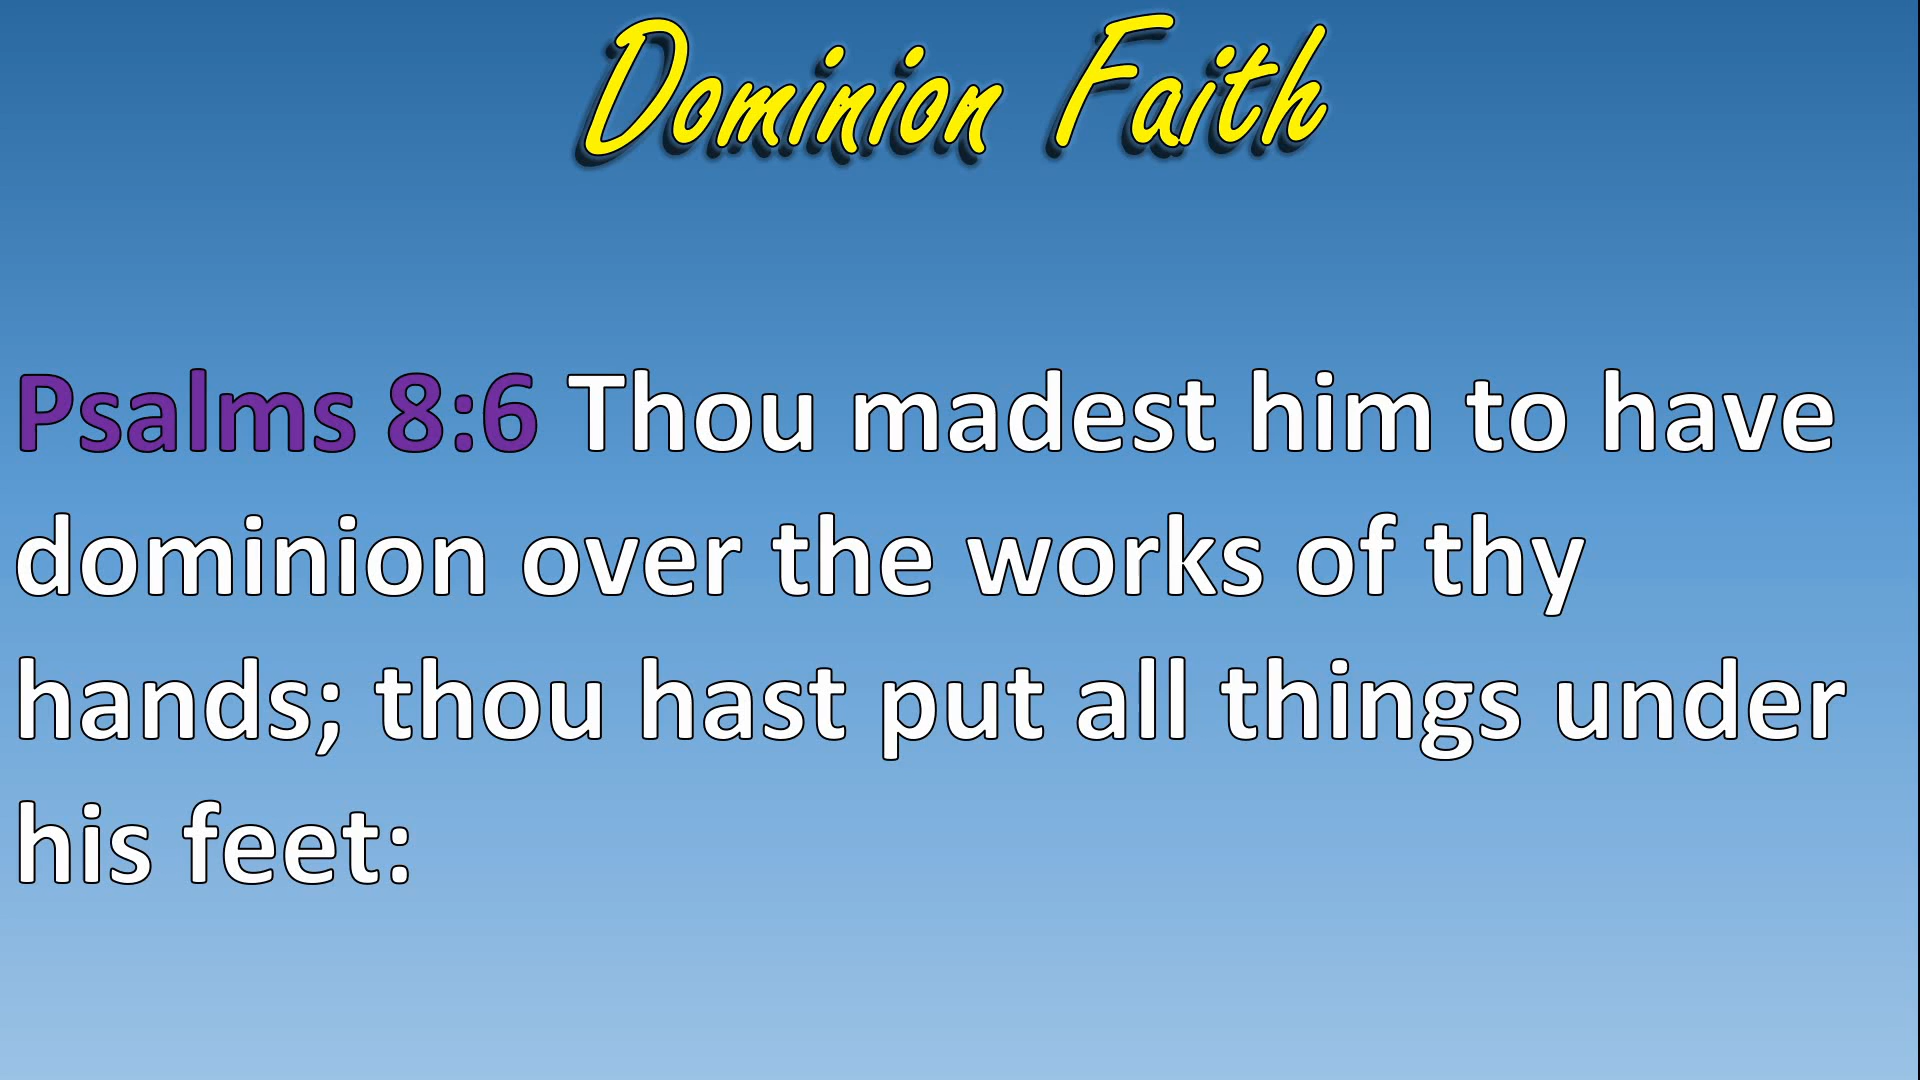 Dominion Faith
Psalms 8:6 Thou madest him to have
dominion over the works of thy
hands; thou hast put all things under
his feet: